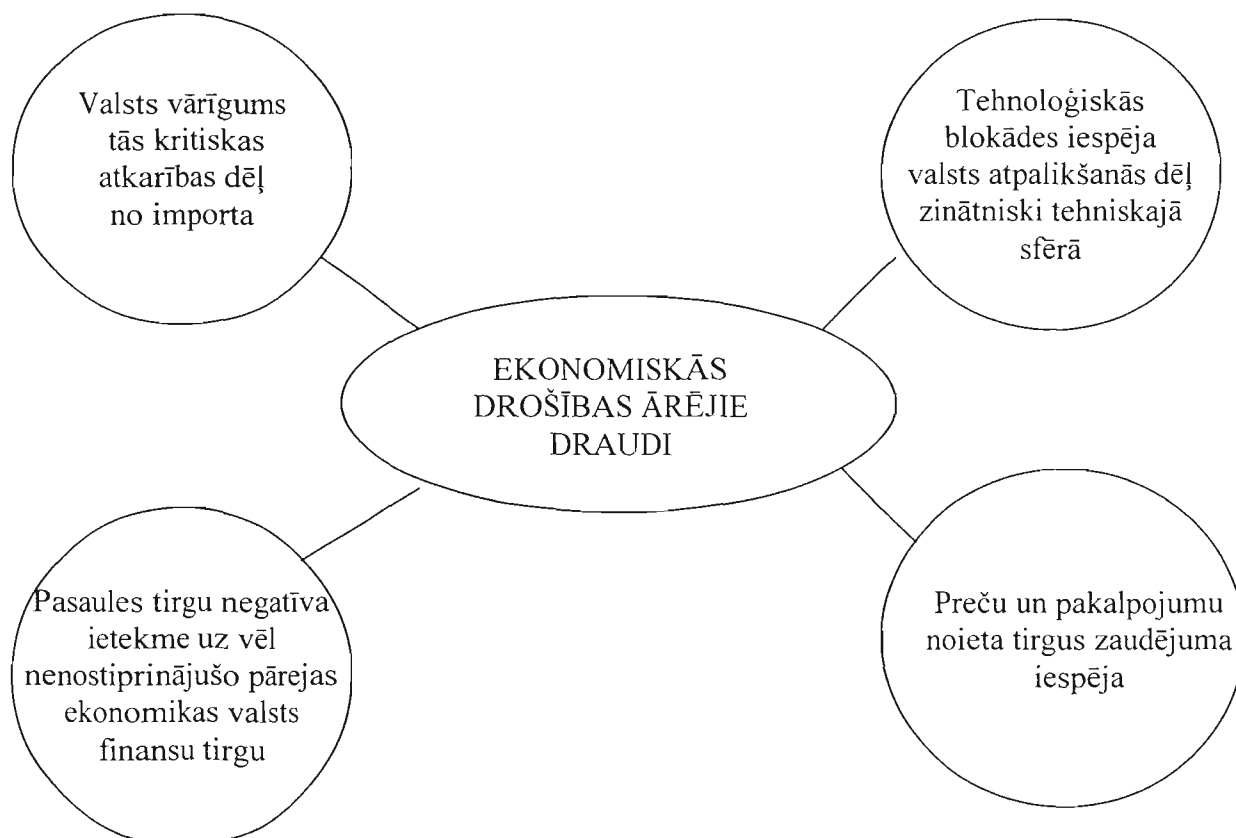 Valsts vārīgums
tās kritiskas
atkarības dēļ
no importa
Tehnoloģiskās
blokādes iespēja
valsts atpalikšanās dēļ
zinātniski tehniskajā
sfērā
EKONOMISKĀS
DROŠĪBAS ĀRĒJIE
DRAUDI
Pasaules tirgu negatīva
ietekme uz vēl
nenostiprinājušo pārejas
ekonomikas valsts
finansu tirgu
Preču un pakalpojumu
noieta tirgus zaudējuma
iespēja